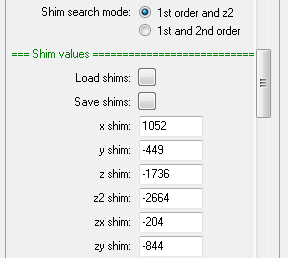 Shim search mode: 1st order and z2
1st and 2nd order
=== Shim values ===========================
Load shims:
Save shims:
x shim: 1052
y shim: -449
z shim: -1736
z2 shim: -2664
zx shim: -204
zy shim: -844